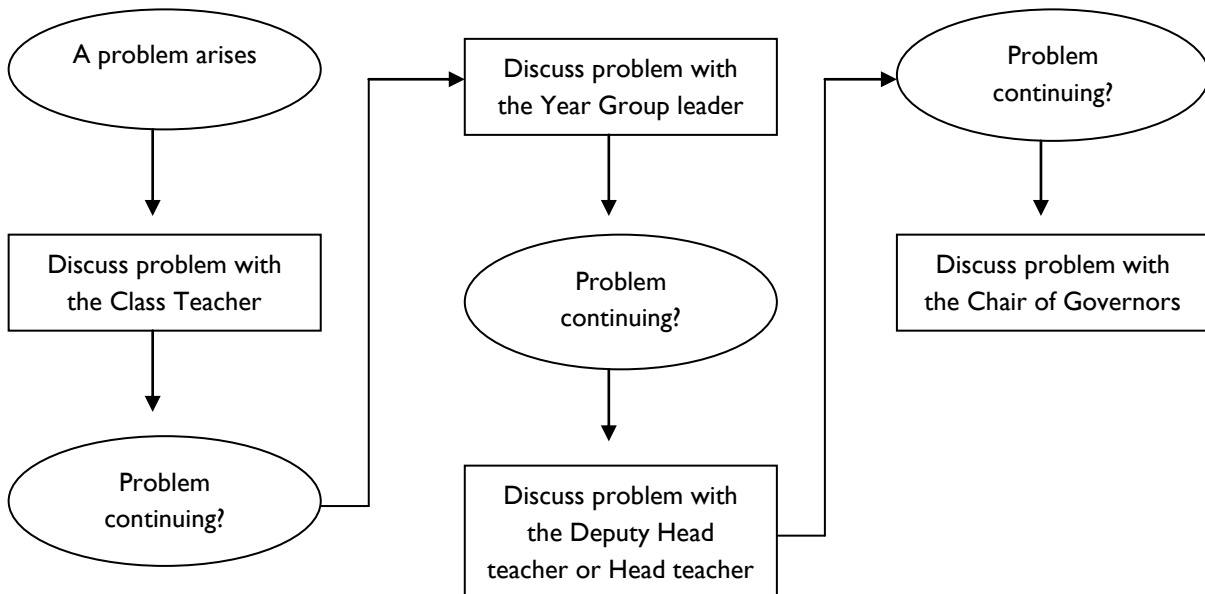 A problem arises
Discuss problem with
the Class Teacher
Problem
continuing?
Discuss problem with
the Year Group leader
Problem
continuing?
Discuss problem with
the Deputy Head
teacher or Head teacher
Problem
continuing?
Discuss problem with
the Chair of Governors